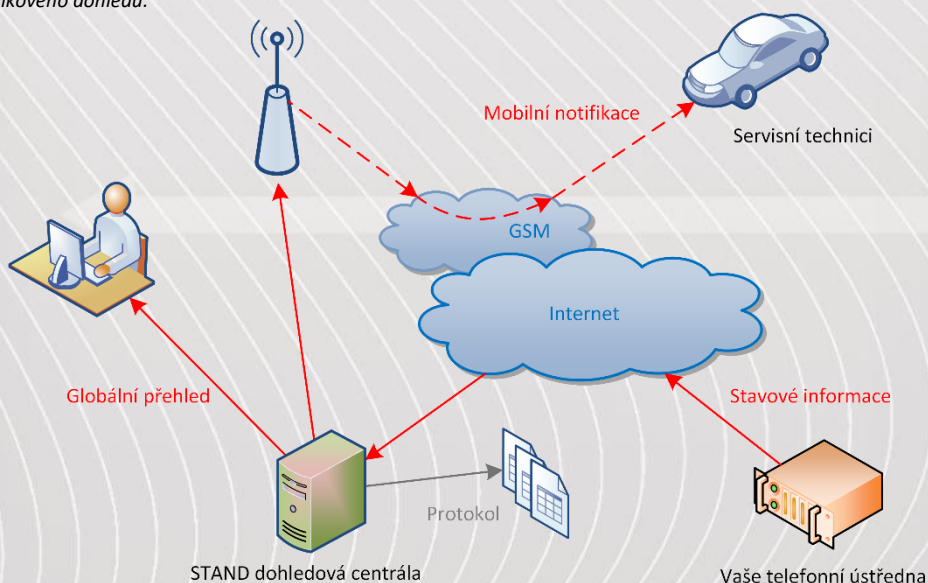 Mobilní notifikace
Servisní technici
GSM
Internet
Globální přehled
Stavové informace
Protokol
STAND dohledová centrála
Vaše telefonní ústředna